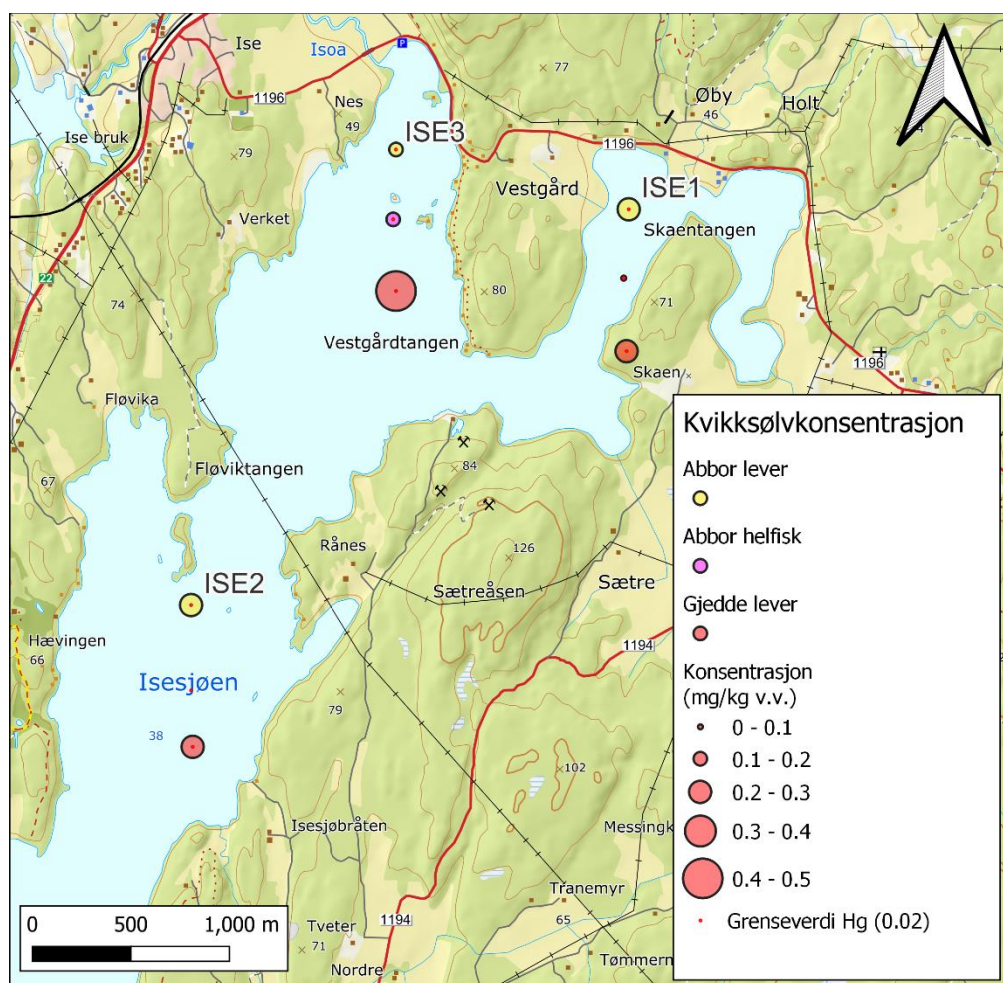 Ise
Isoa
P
77
Øby
Holt
1196
Nes
46
Ise bruk
49
ISE3
79
1196
Vestgård
ISE1
Verket
Skaentangen
22
74
80
71
Vestgårdtangen
Skaen
1196
Fløvika
Kvikksølvkonsentrasjon
Fløviktangen
84
67
Abbor lever
Rånes
126
Abbor helfisk
ISE2
Sætreåsen
Sætre
Gjedde lever
Hævingen
66
1194
Isesjøen
Konsentrasjon
(mg/kg v.v.)
79
0 - 0.1
38
102
0.1 - 0.2
0.2 - 0.3
Isesjøbråten
Messingk
0.3 - 0.4
0.4 - 0.5
Tranemyr
0 500 1,000 m
Tveter
1194
65
Grenseverdi Hg (0.02)
71
Nordre
Tømmern